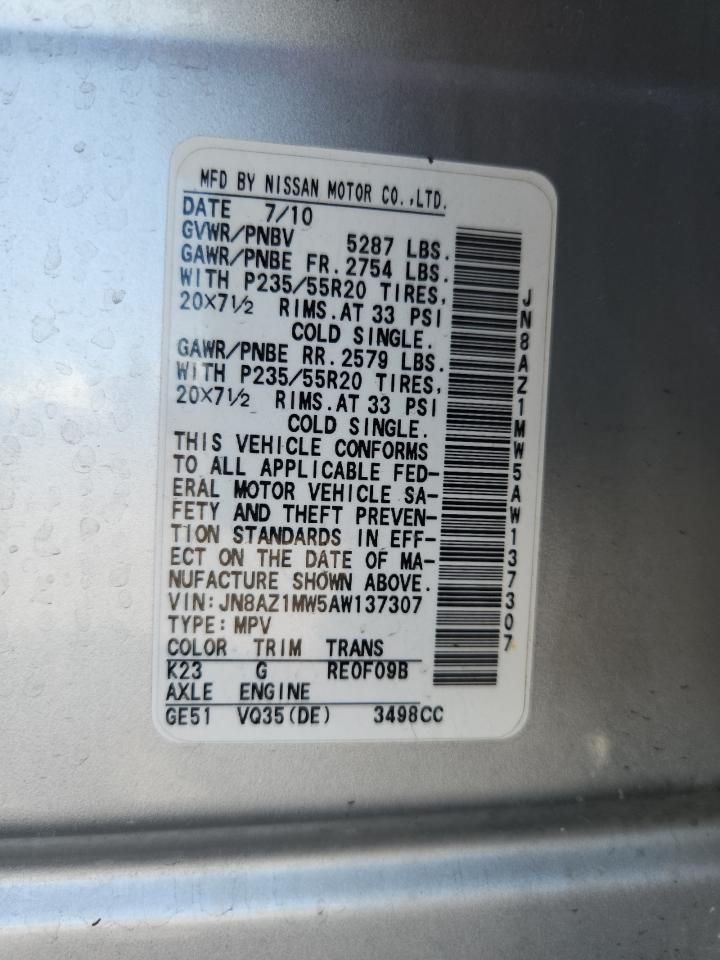 MFD BY NISSAN MOTOR CO.,LTD.
DATE 7/10
GVWR/PNBV 5287 LBS.
GAWR/PNBE FR. 2754 LBS.
WITH P235/55R20 TIRES,
20×7½ RIMS. AT 33 PSI
COLD SINGLE.
GAWR/PNBE RR. 2579 LBS.
WITH P235/55R20 TIRES,
20×7½ RIMS. AT 33 PSI
COLD SINGLE.
THIS VEHICLE CONFORMS
TO ALL APPLICABLE FED-
ERAL MOTOR VEHICLE SA-
FETY AND THEFT PREVEN-
TION STANDARDS IN EFF-
ECT ON THE DATE OF MA-
NUFACTURE SHOWN ABOVE.
VIN: JN8AZ1MW5AW137307
TYPE: MPV
COLOR TRIM TRANS
K23 G RE0F09B
AXLE ENGINE
GE51 VQ35(DE) 3498CC
JN8AZ1MW5AW137307